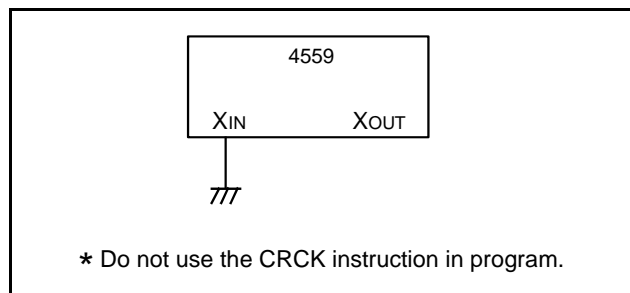 4559
XIN XOUT
* Do not use the CRCK instruction in program.